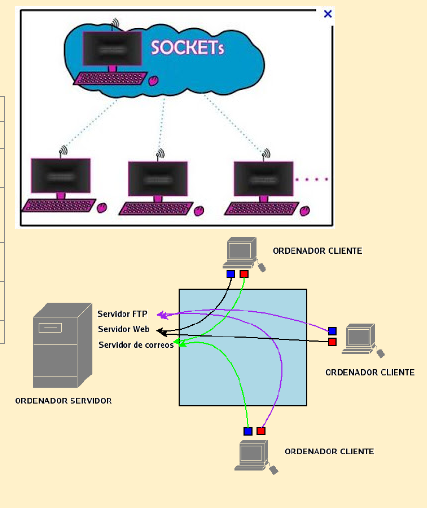 SOCKETs
ORDENADOR CLIENTE
Servidor FTP
Servidor Web
Servidor de correos
ORDENADOR CLIENTE
ORDENADOR SERVIDOR
ORDENADOR CLIENTE